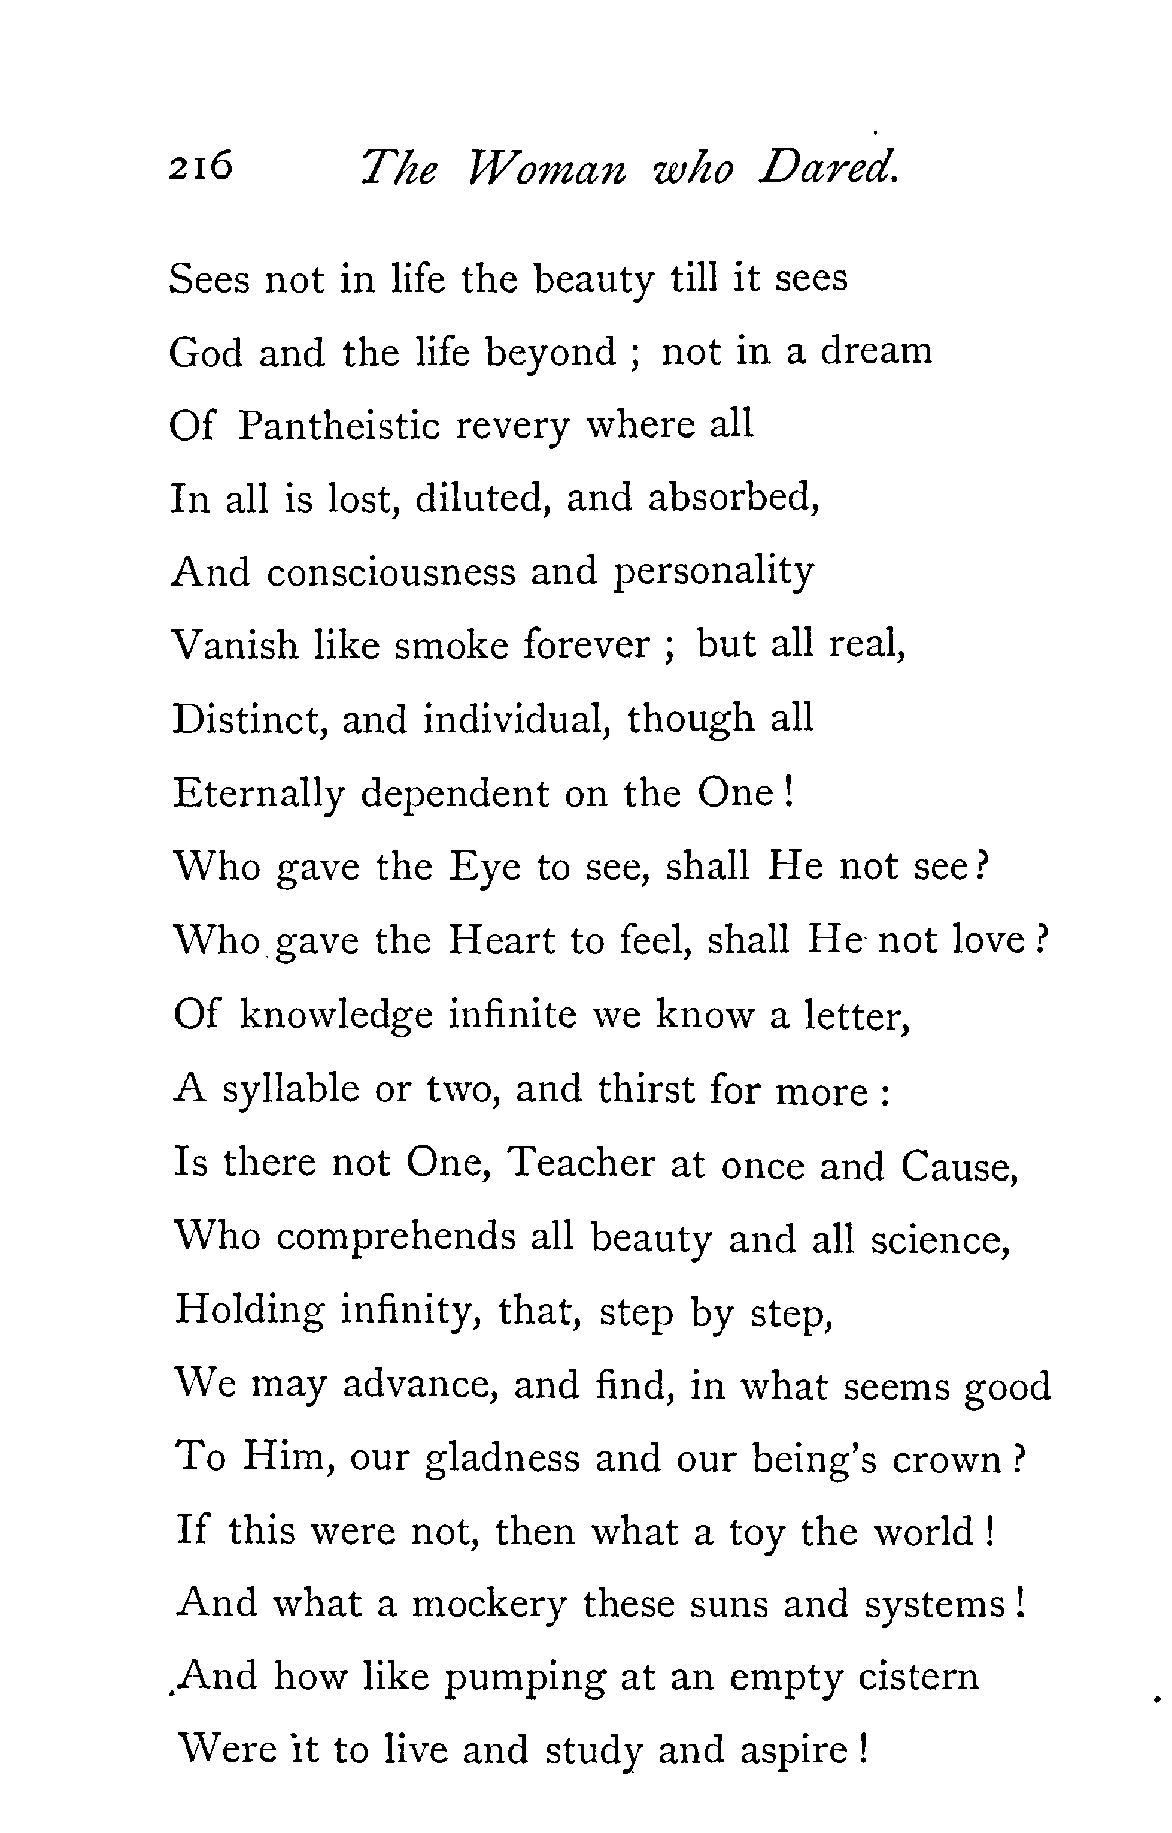 216 The Woman who Dared.
Sees not in life the beauty till it sees
God and the life beyond ; not in a dream
Of Pantheistic revery where all
In all is lost, diluted, and absorbed,
And consciousness and personality
Vanish like smoke forever ; but all real,
Distinct, and individual, though all
Eternally dependent on the One !
Who gave the Eye to see, shall He not see ?
Who gave the Heart to feel, shall He not love ?
Of knowledge infinite we know a letter,
A syllable or two, and thirst for more :
Is there not One, Teacher at once and Cause,
Who comprehends all beauty and all science,
Holding infinity, that, step by step,
We may advance, and find, in what seems good
To Him, our gladness and our being's crown ?
If this were not, then what a toy the world !
And what a mockery these suns and systems !
And how like pumping at an empty cistern
Were it to live and study and aspire !